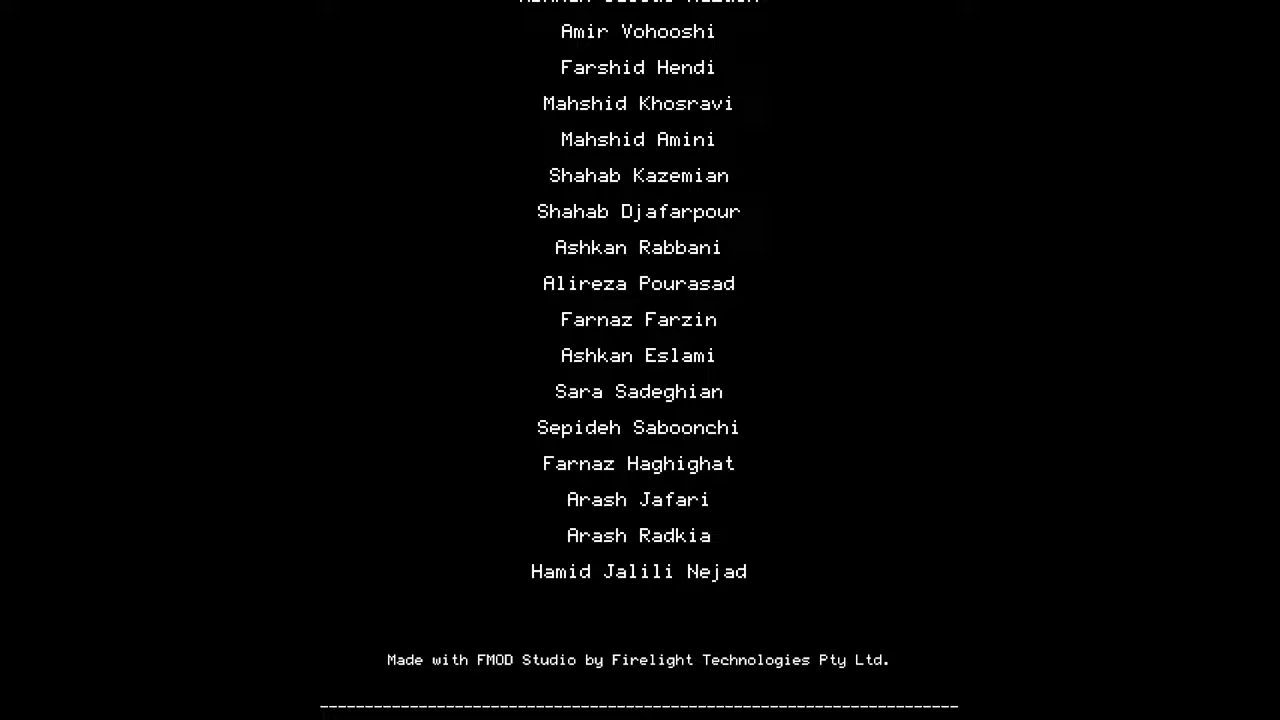 Amir Vohooshi
Farshid Hendi
Mahshid Khosravi
Mahshid Amini
Shahab Kazemian
Shahab Djafarpour
Ashkan Rabbani
Alireza Pourasad
Farnaz Farzin
Ashkan Eslami
Sara Sadeghian
Sepideh Saboonchi
Farnaz Haghighat
Arash Jafari
Arash Radkia
Hamid Jalili Nejad
Made with FMOD Studio by Firelight Technologies Pty Ltd.